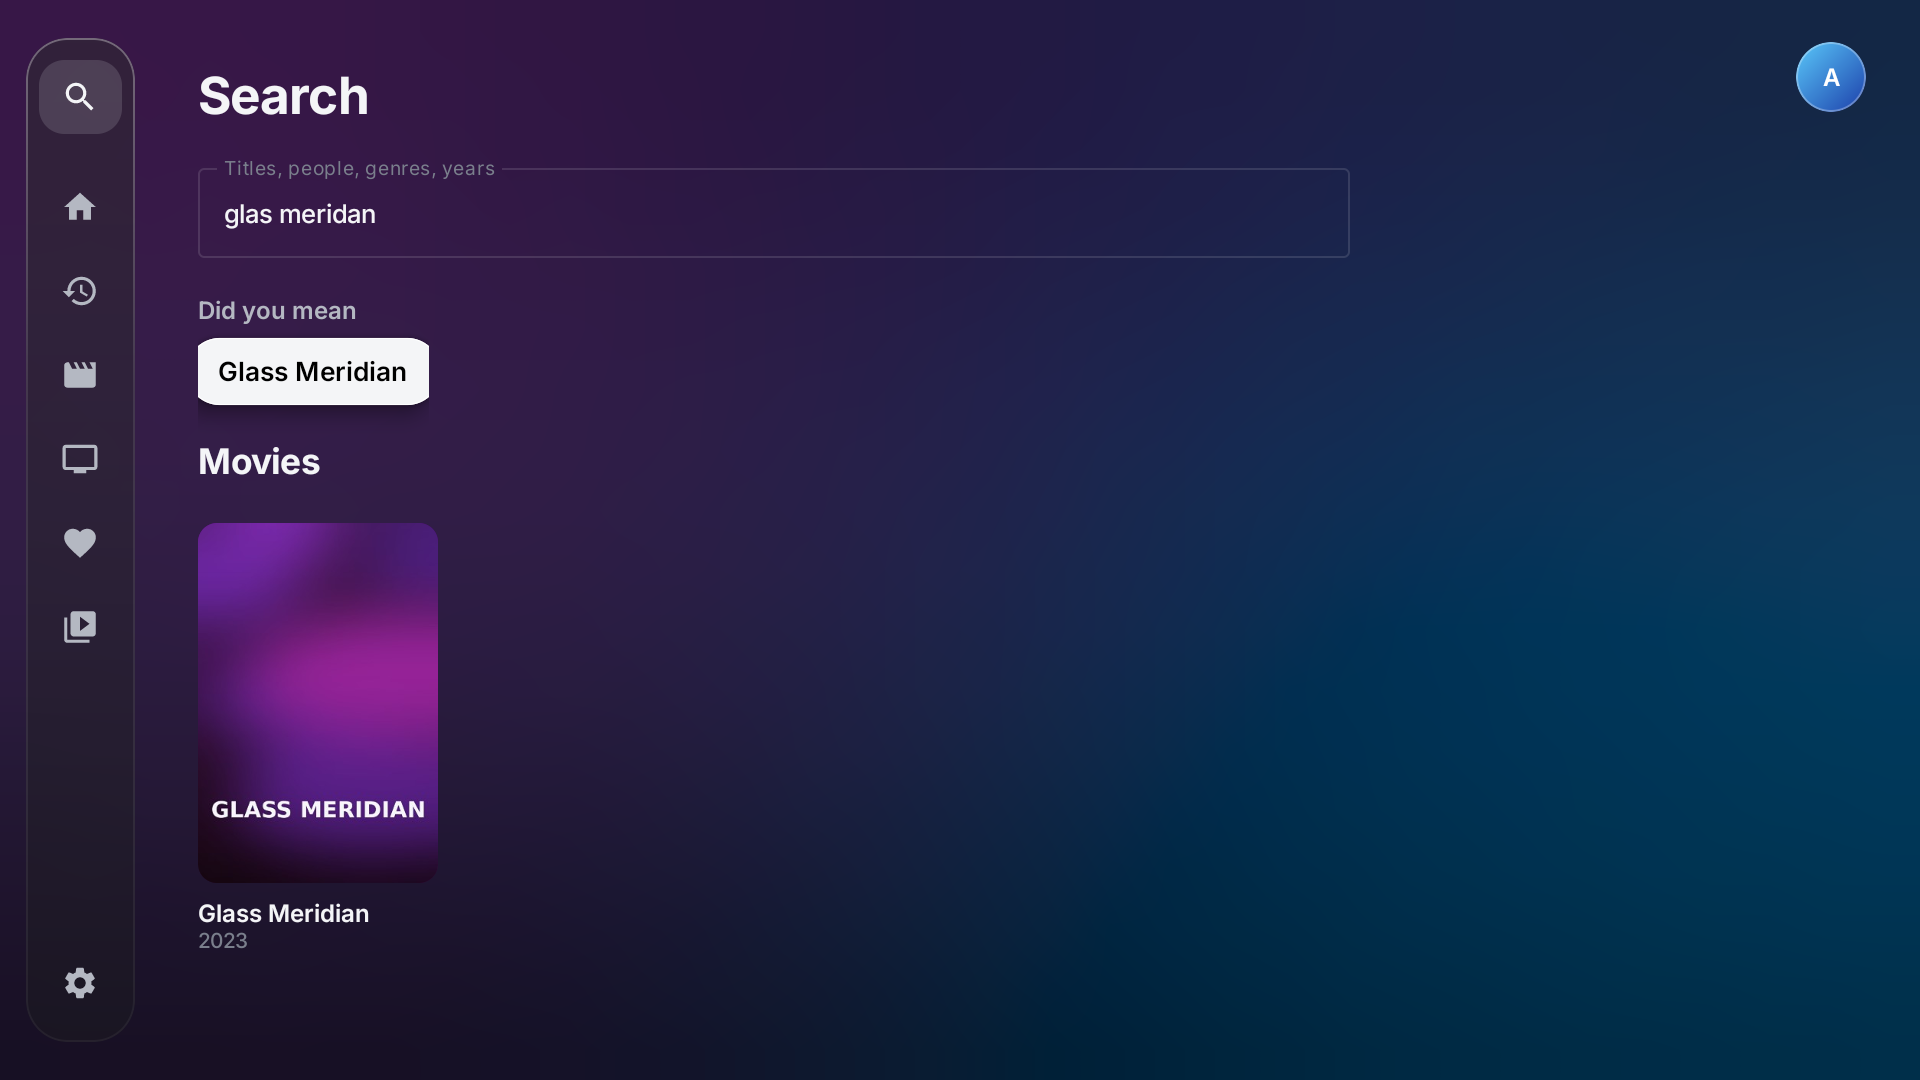 Search
A
Titles, people, genres, years
glas meridan
Did you mean
Glass Meridian
Movies
GLASS MERIDIAN
Glass Meridian
2023